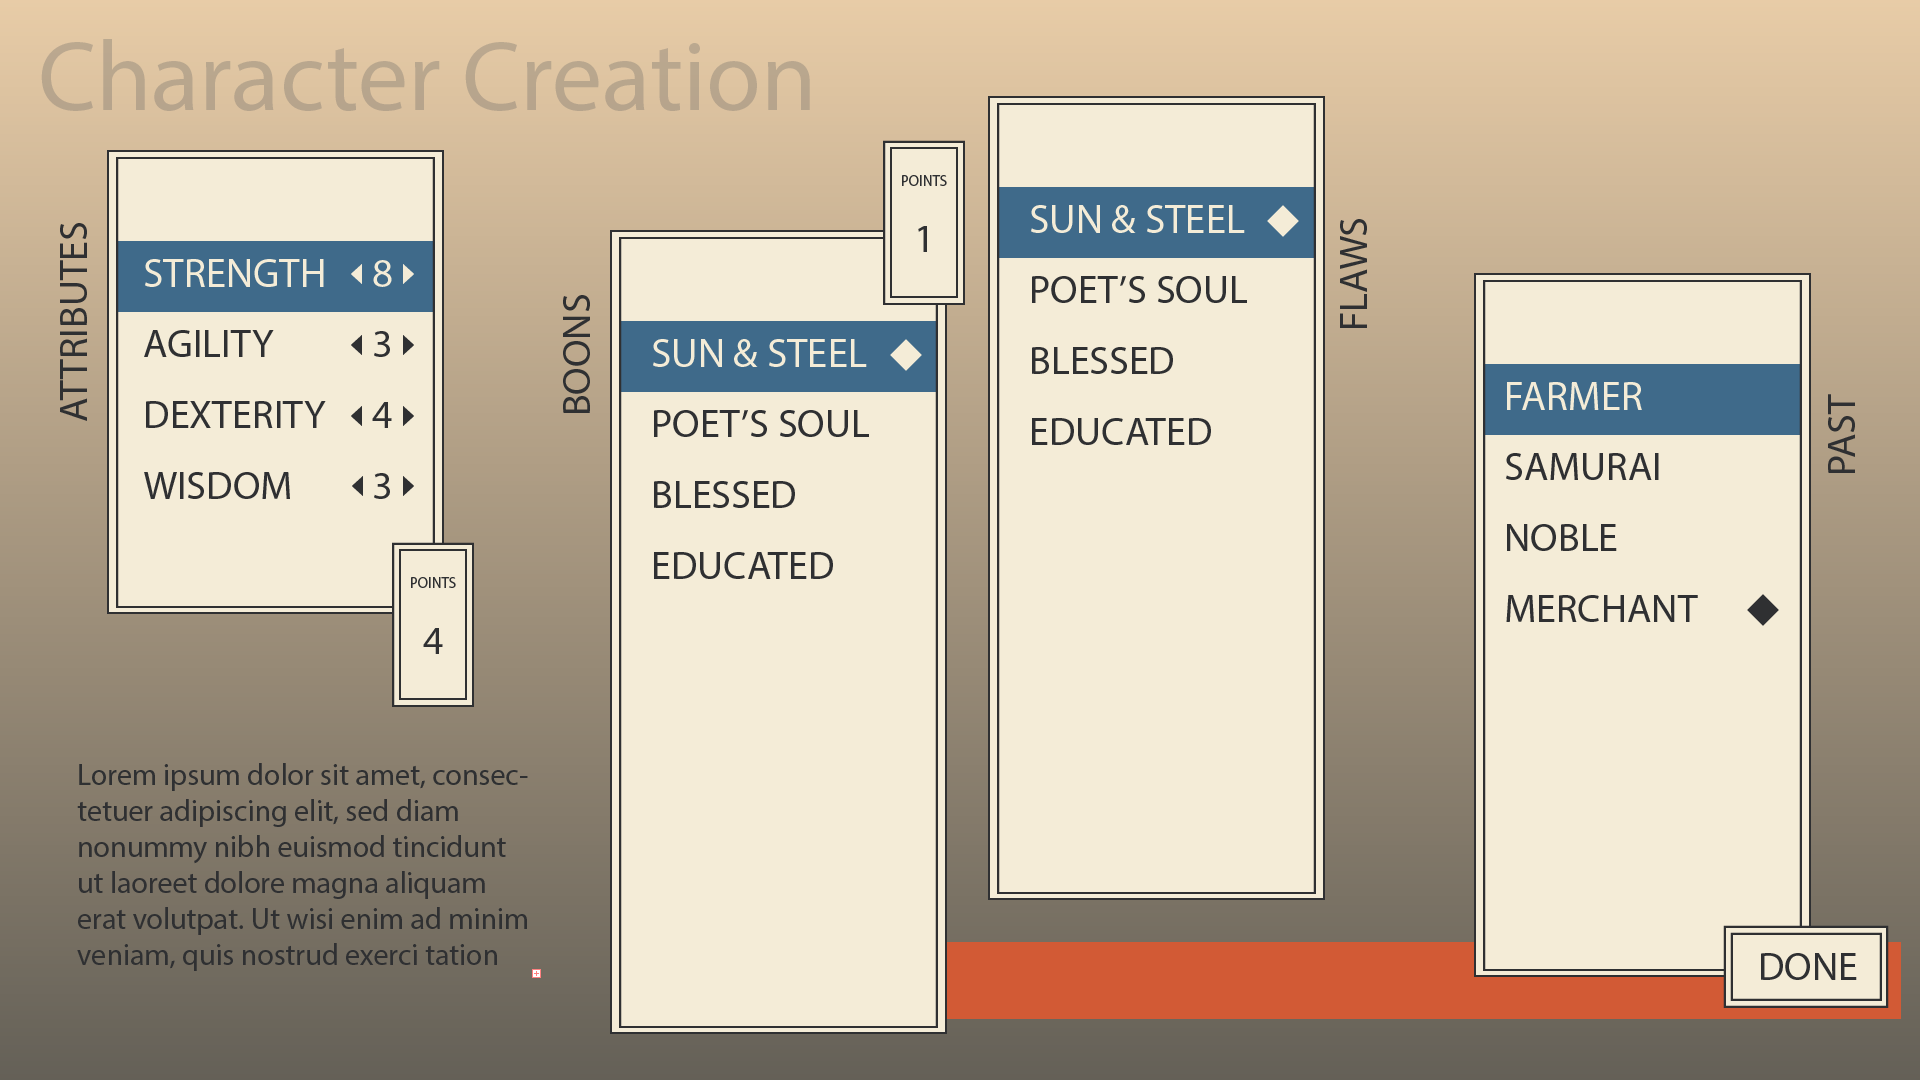 Character Creation
ATTRIBUTES
STRENGTH 8
AGILITY 3
DEXTERITY 4
WISDOM 3
POINTS
4
Lorem ipsum dolor sit amet, consec-
tetuer adipiscing elit, sed diam
nonummy nibh euismod tincidunt
ut laoreet dolore magna aliquam
erat volutpat. Ut wisi enim ad minim
veniam, quis nostrud exerci tation
BOONS
POINTS
1
SUN & STEEL
POET’S SOUL
BLESSED
EDUCATED
FLAWS
SUN & STEEL
POET’S SOUL
BLESSED
EDUCATED
PAST
FARMER
SAMURAI
NOBLE
MERCHANT
DONE